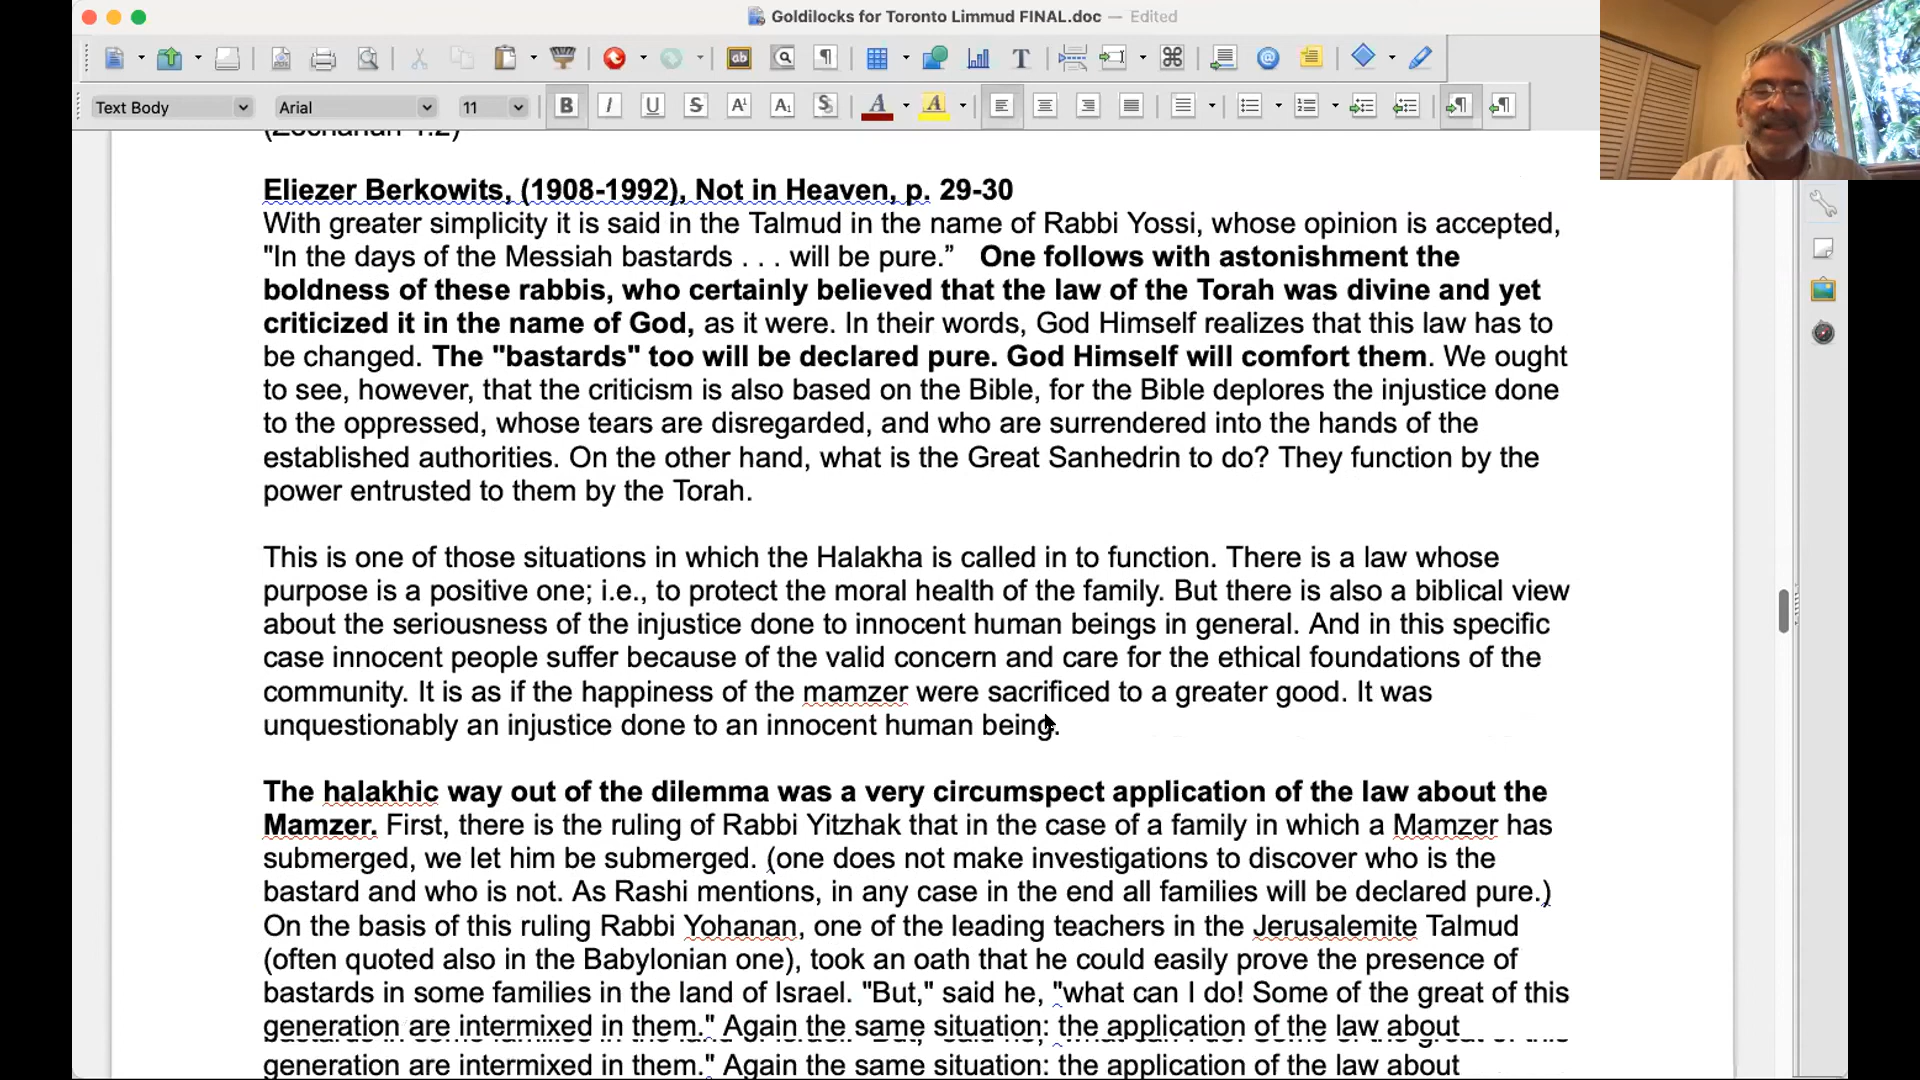 Goldilocks for Toronto Limmud FINAL.doc — Edited
Text Body Arial 11
(Zechariah 4:2)
Eliezer Berkowits, (1908-1992), Not in Heaven, p. 29-30
With greater simplicity it is said in the Talmud in the name of Rabbi Yossi, whose opinion is accepted,
"In the days of the Messiah bastards . . . will be pure.” One follows with astonishment the
boldness of these rabbis, who certainly believed that the law of the Torah was divine and yet
criticized it in the name of God, as it were. In their words, God Himself realizes that this law has to
be changed. The "bastards" too will be declared pure. God Himself will comfort them. We ought
to see, however, that the criticism is also based on the Bible, for the Bible deplores the injustice done
to the oppressed, whose tears are disregarded, and who are surrendered into the hands of the
established authorities. On the other hand, what is the Great Sanhedrin to do? They function by the
power entrusted to them by the Torah.
This is one of those situations in which the Halakha is called in to function. There is a law whose
purpose is a positive one; i.e., to protect the moral health of the family. But there is also a biblical view
about the seriousness of the injustice done to innocent human beings in general. And in this specific
case innocent people suffer because of the valid concern and care for the ethical foundations of the
community. It is as if the happiness of the mamzer were sacrificed to a greater good. It was
unquestionably an injustice done to an innocent human being.
The halakhic way out of the dilemma was a very circumspect application of the law about the
Mamzer. First, there is the ruling of Rabbi Yitzhak that in the case of a family in which a Mamzer has
submerged, we let him be submerged. (one does not make investigations to discover who is the
bastard and who is not. As Rashi mentions, in any case in the end all families will be declared pure.)
On the basis of this ruling Rabbi Yohanan, one of the leading teachers in the Jerusalemite Talmud
(often quoted also in the Babylonian one), took an oath that he could easily prove the presence of
bastards in some families in the land of Israel. "But," said he, "what can I do! Some of the great of this
generation are intermixed in them." Again the same situation: the application of the law about
generation are intermixed in them." Again the same situation: the application of the law about